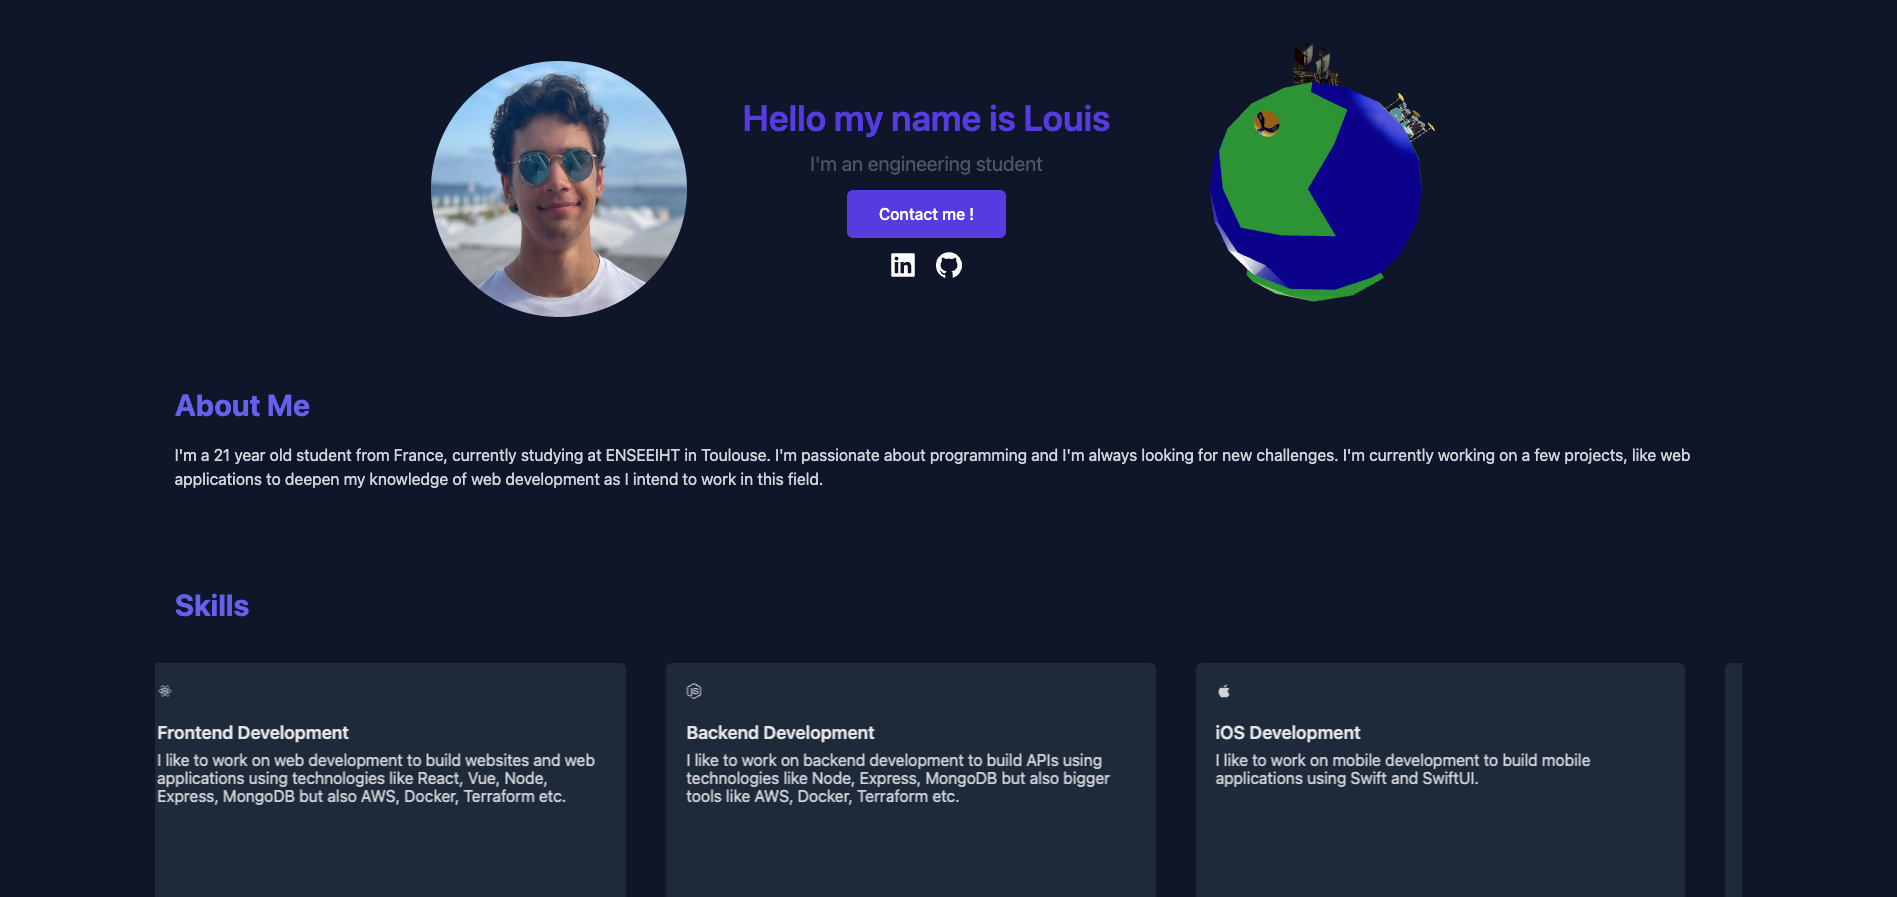 Hello my name is Louis
I'm an engineering student
Contact me !
in
About Me
I'm a 21 year old student from France, currently studying at ENSEEIHT in Toulouse. I'm passionate about programming and I'm always looking for new challenges. I'm currently working on a few projects, like web
applications to deepen my knowledge of web development as I intend to work in this field.
Skills
JS
Frontend Development
I like to work on web development to build websites and web
applications using technologies like React, Vue, Node,
Express, MongoDB but also AWS, Docker, Terraform etc.
Backend Development
I like to work on backend development to build APIs using
technologies like Node, Express, MongoDB but also bigger
tools like AWS, Docker, Terraform etc.
iOS Development
I like to work on mobile development to build mobile
applications using Swift and SwiftUI.